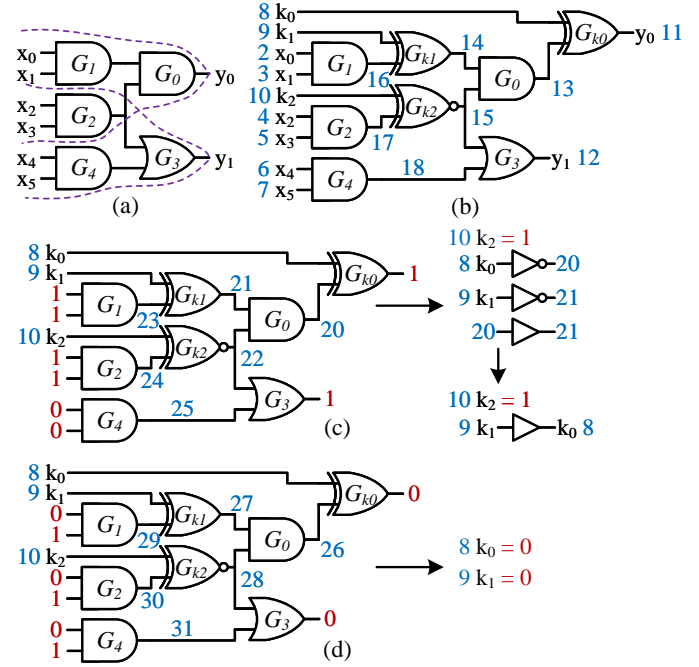 x₀
x₁
G₁
G₀
y₀
x₂
x₃
G₂
x₄
x₅
G₄
G₃
y₁
(a)
8 k₀
9 k₁
2 x₀
3 x₁
G₁
16
Gₖ₁
14
Gₖ₀
y₀ 11
G₀
13
10 k₂
4 x₂
5 x₃
G₂
17
Gₖ₂
15
6 x₄
7 x₅
G₄
18
G₃
y₁ 12
(b)
8 k₀
9 k₁
1
1
G₁
23
Gₖ₁
21
Gₖ₀
1
G₀
20
10 k₂
1
1
G₂
24
Gₖ₂
22
0
0
G₄
25
G₃
1
(c)
10 k₂ = 1
8 k₀ 20
9 k₁ 21
20 21
10 k₂ = 1
9 k₁ k₀ 8
8 k₀
9 k₁
0
1
G₁
29
Gₖ₁
27
Gₖ₀
0
G₀
26
10 k₂
0
1
G₂
30
Gₖ₂
28
0
1
G₄
31
G₃
0
(d)
8 k₀ = 0
9 k₁ = 0